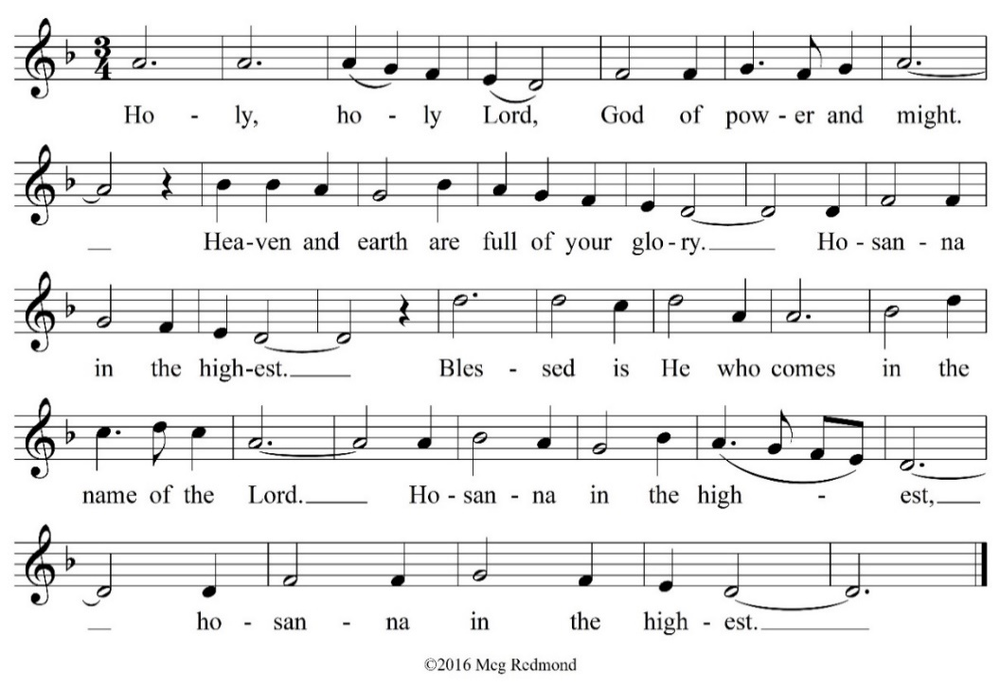 3
4
Ho - ly, ho - ly Lord, God of pow - er and might.
Hea-ven and earth are full of your glo-ry. Ho - san - na
in the high-est. Bles - sed is He who comes in the
name of the Lord. Ho - san - na in the high - est,
ho - san - na in the high - est.
©2016 Meg Redmond